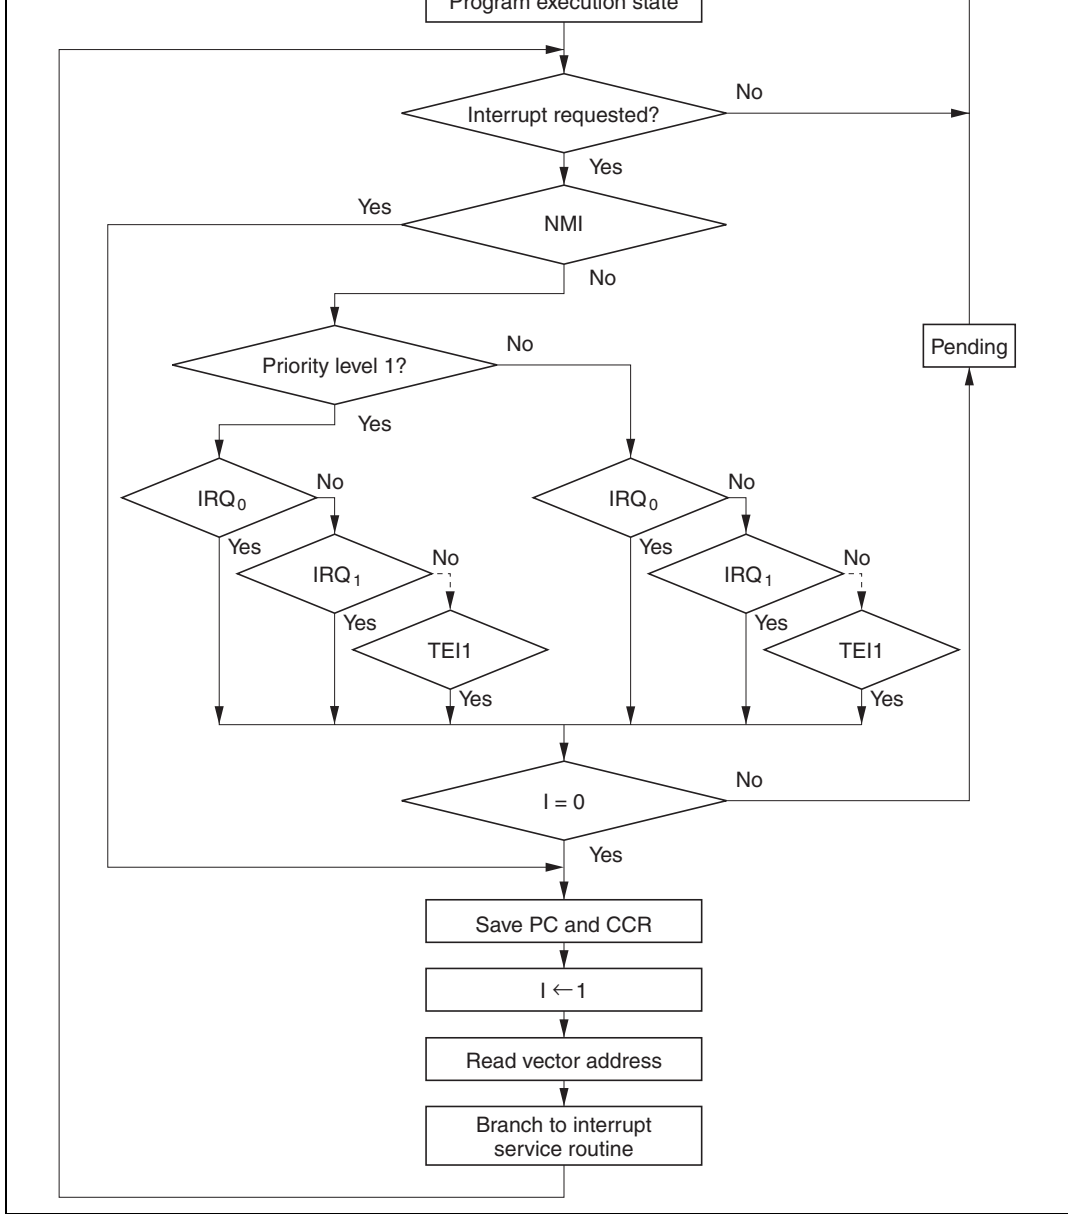 Program execution state
Interrupt requested?
No
Yes
NMI
Yes
No
Priority level 1?
No
Yes
Pending
IRQ0
No
Yes
IRQ1
No
Yes
TEI1
Yes
IRQ0
No
Yes
IRQ1
No
Yes
TEI1
Yes
I = 0
No
Yes
Save PC and CCR
I ← 1
Read vector address
Branch to interrupt
service routine